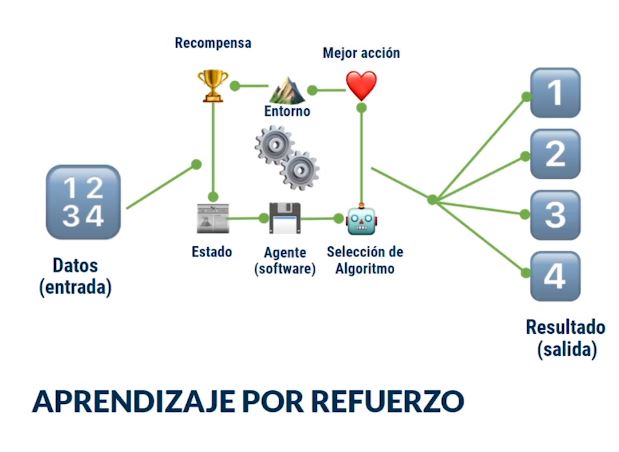 Recompensa
Mejor acción
Entorno
1 2
3 4
1
2
3
4
Estado
Agente
(software)
Selección de
Algoritmo
Datos
(entrada)
Resultado
(salida)
APRENDIZAJE POR REFUERZO